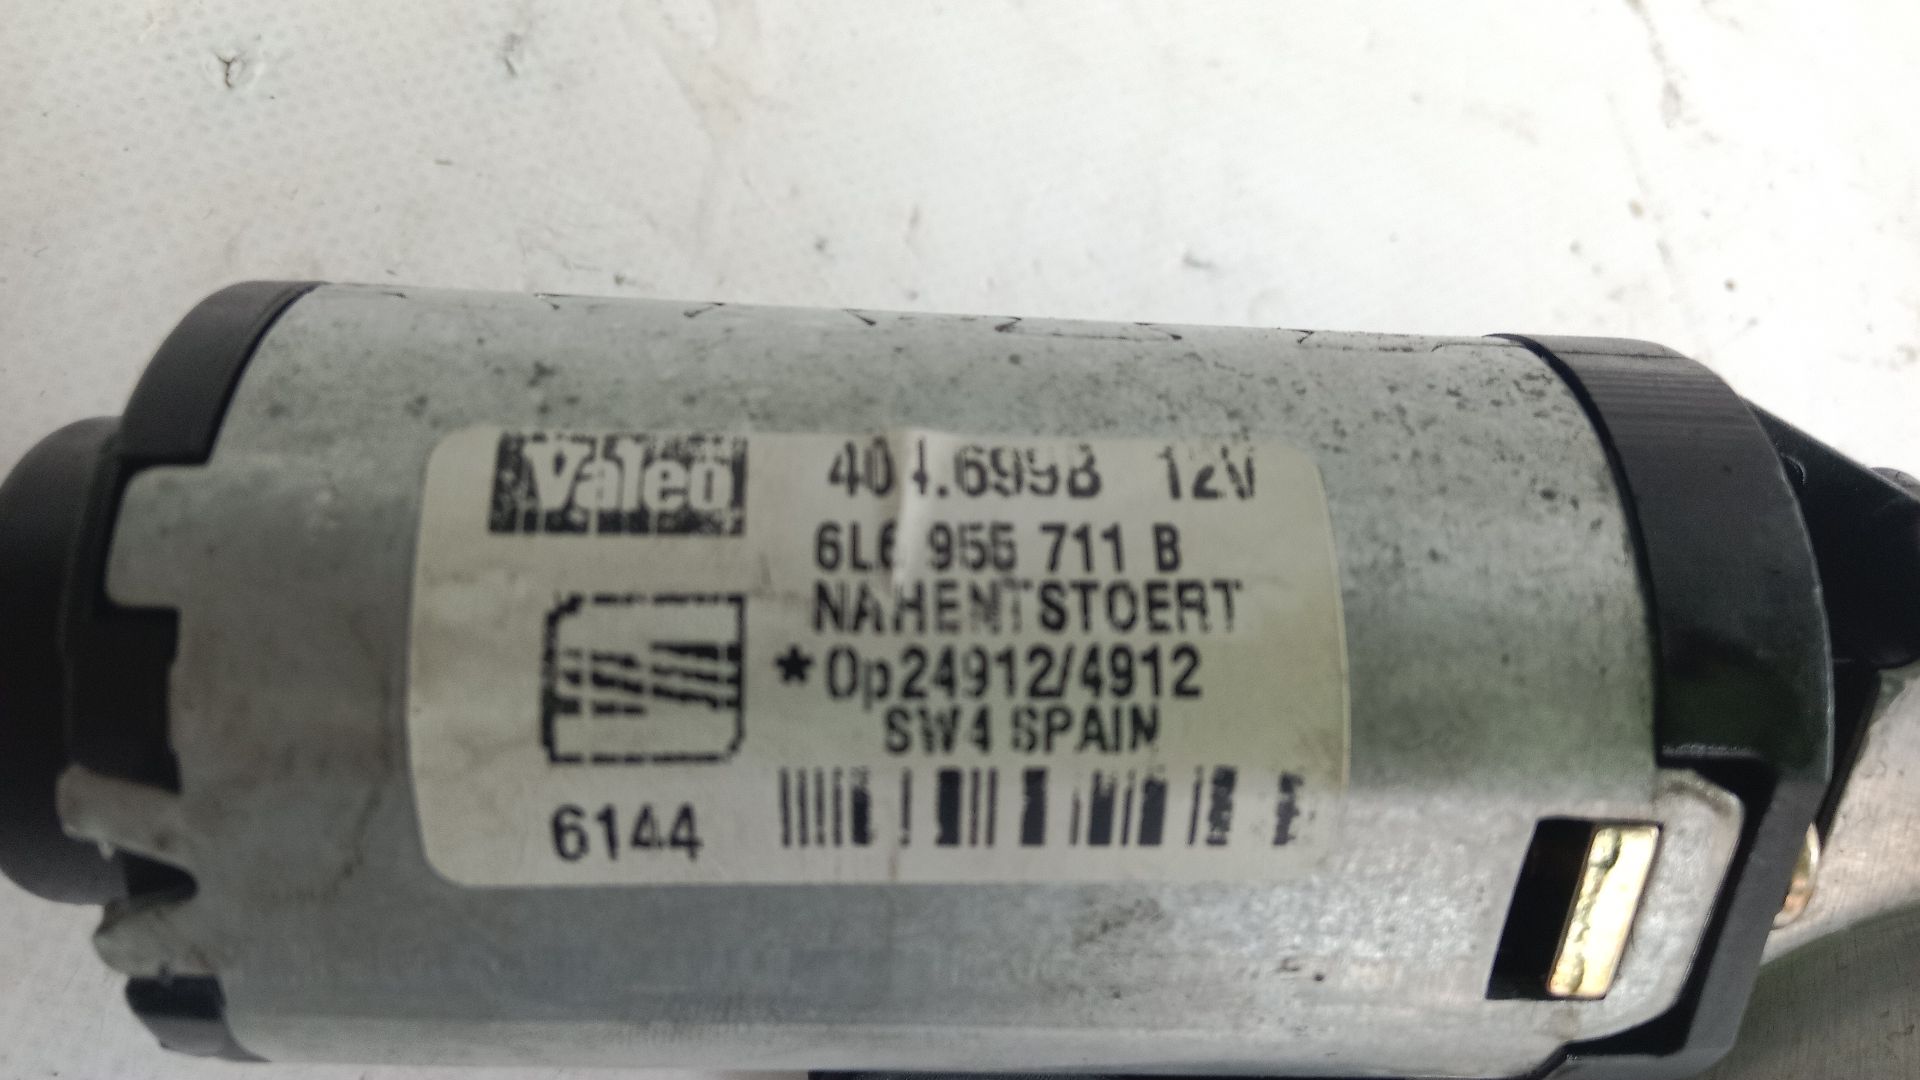 Valeo
404.699B 12V
6L6 955 711 B
NAHENTSTOERT
*Op24912/4912
SW4 SPAIN
6144